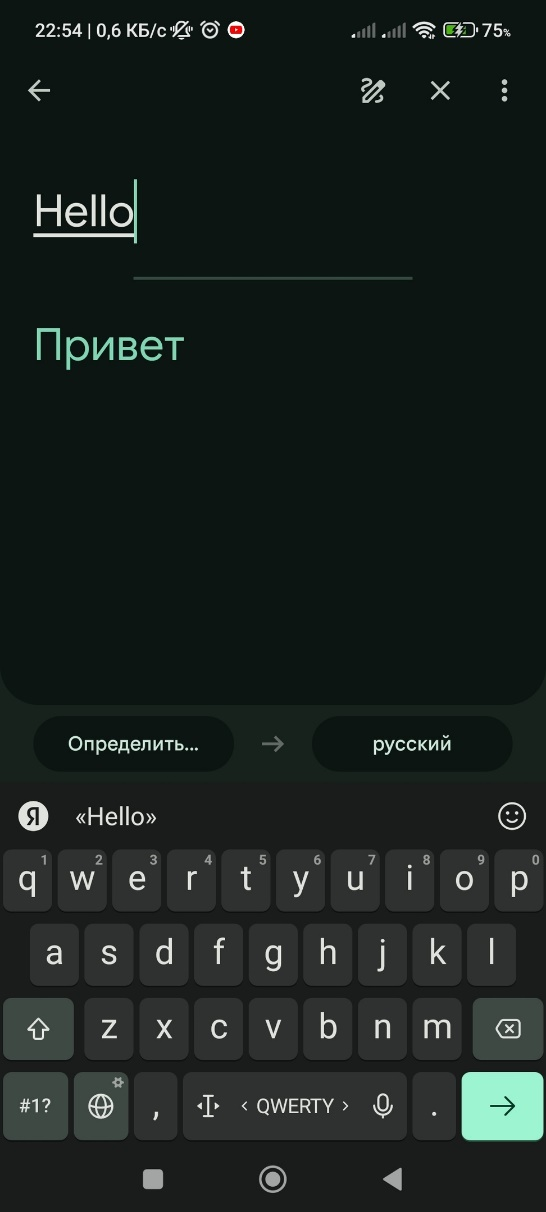 22:54 | 0,6 КБ/с 75%
Hello
Привет
Определить... русский
Я «Hello»
1 2 3 4 5 6 7 8 9 0
q w e r t y u i o p
a s d f g h j k l
z x c v b n m
#1? , < QWERTY > .